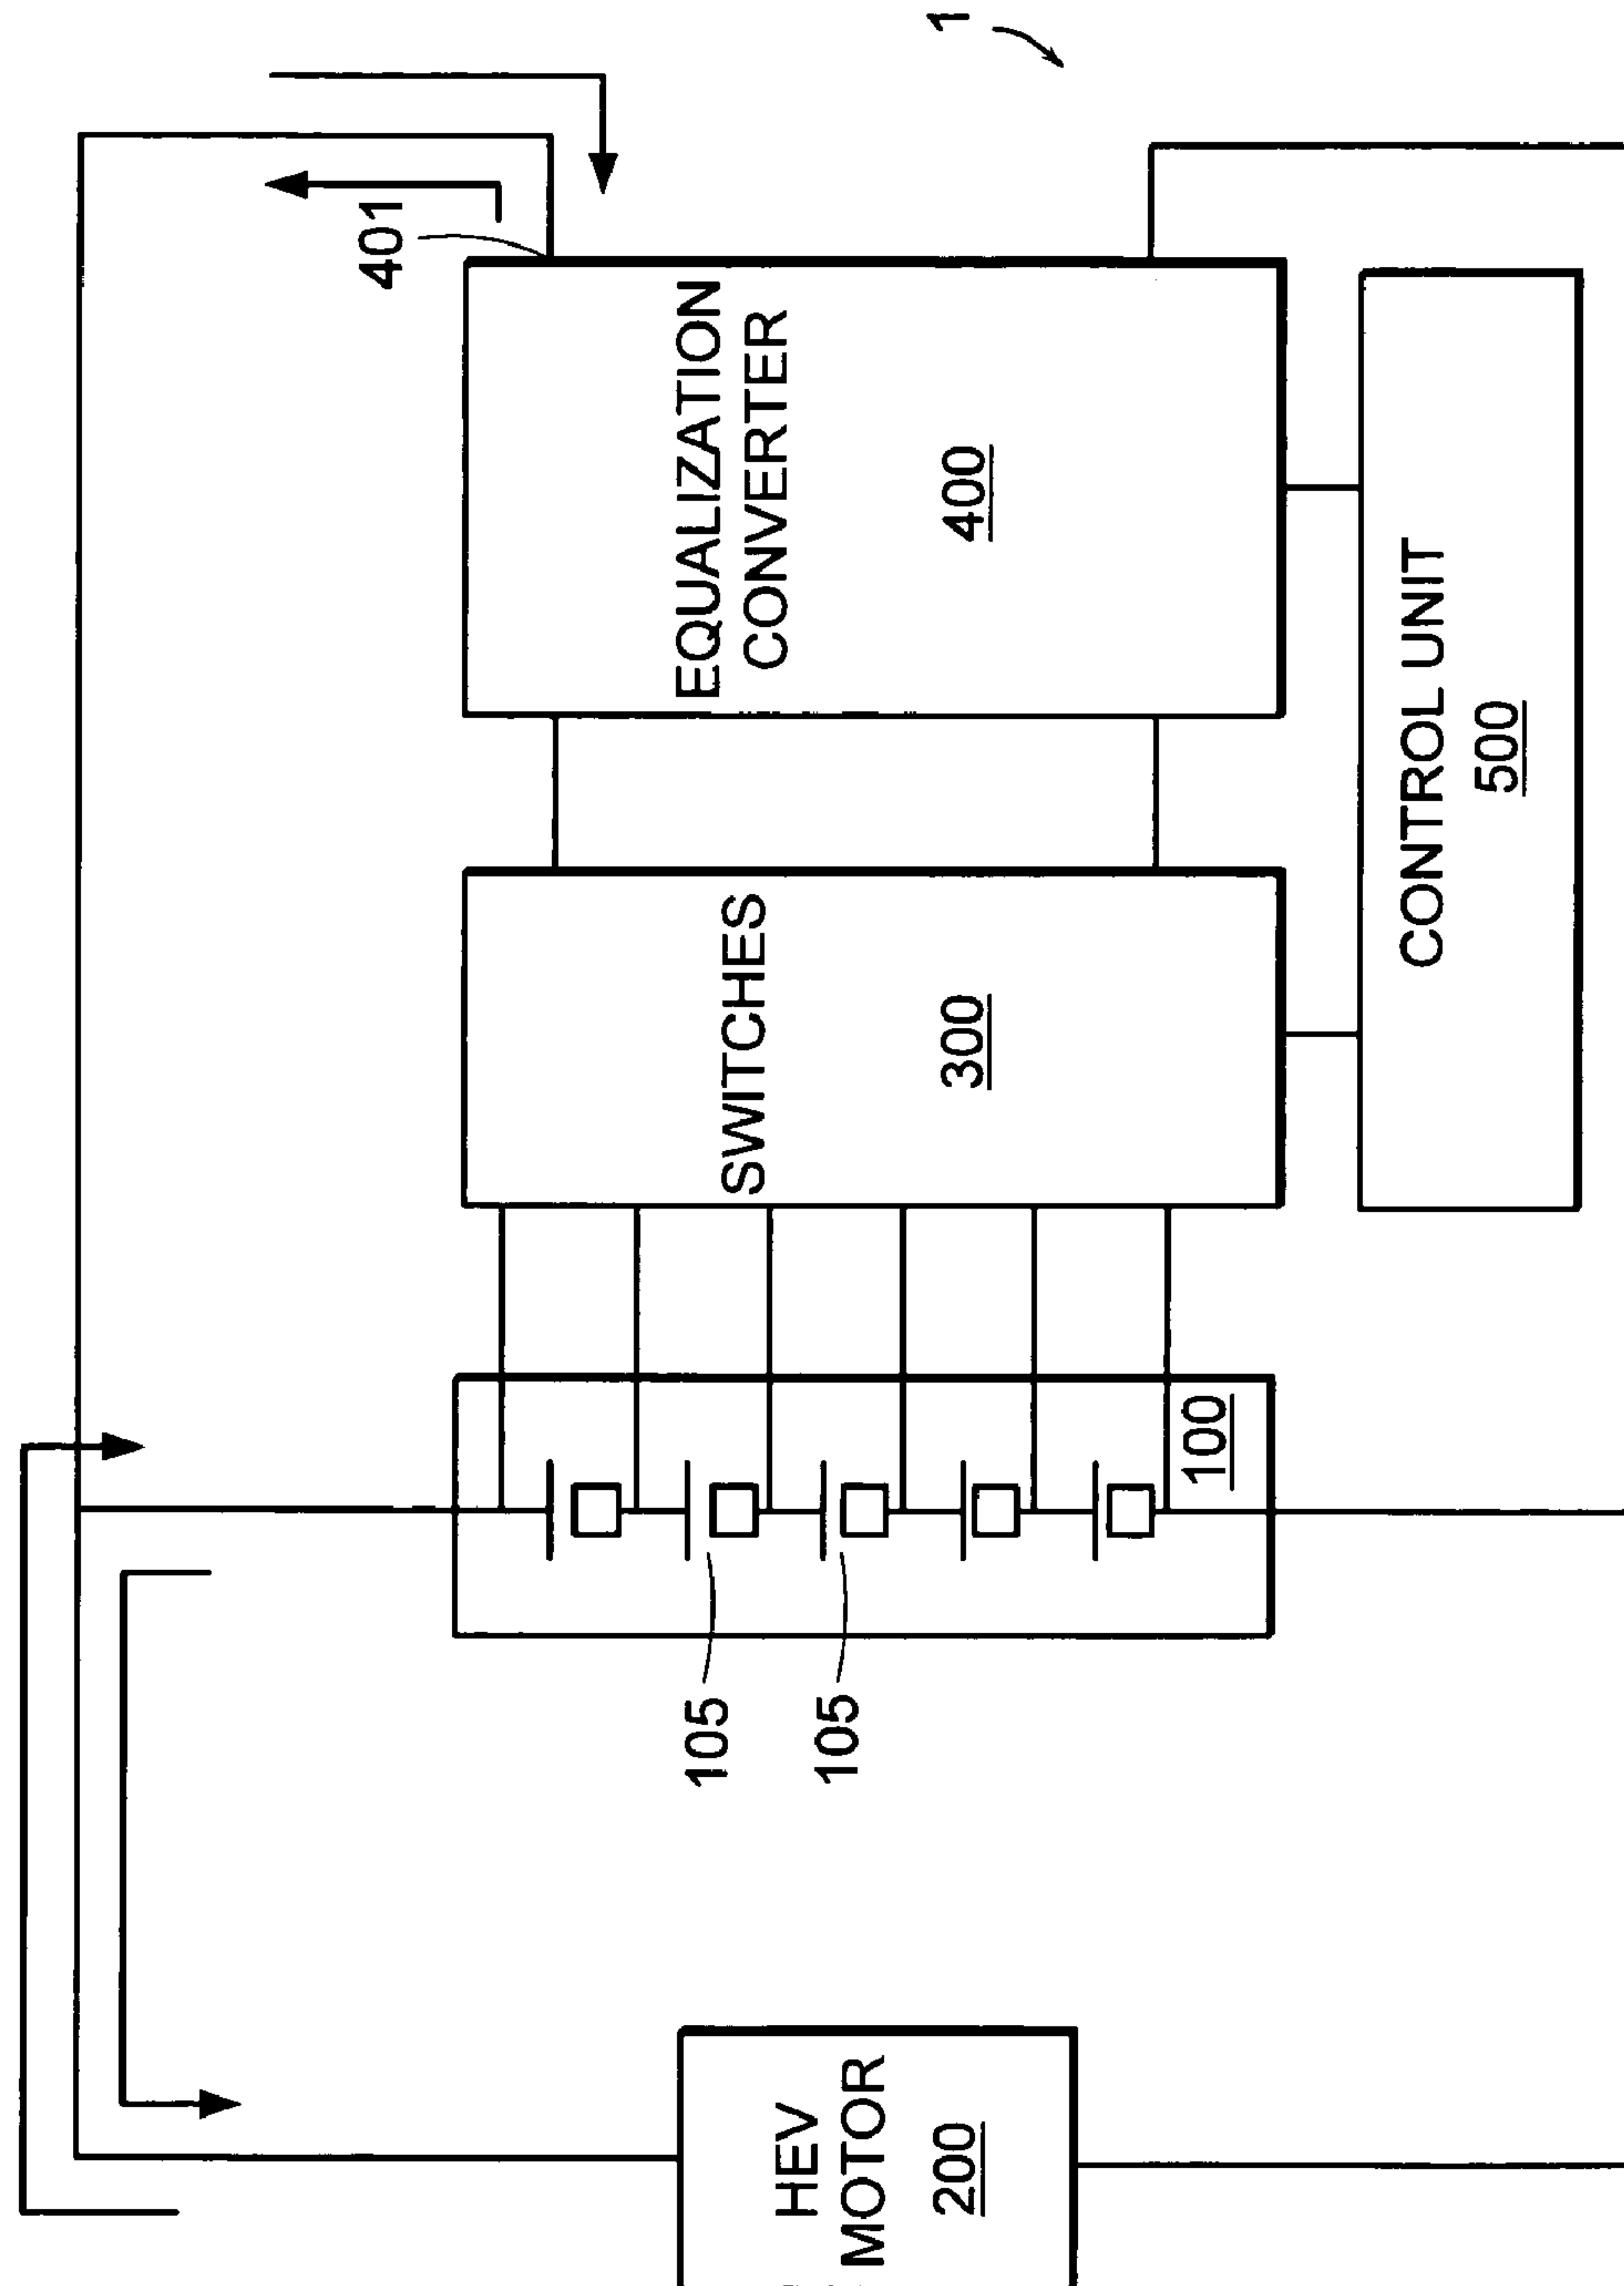 1
401
EQUALIZATION
CONVERTER
400
SWITCHES
300
CONTROL UNIT
500
100
105
105
HEV
MOTOR
200